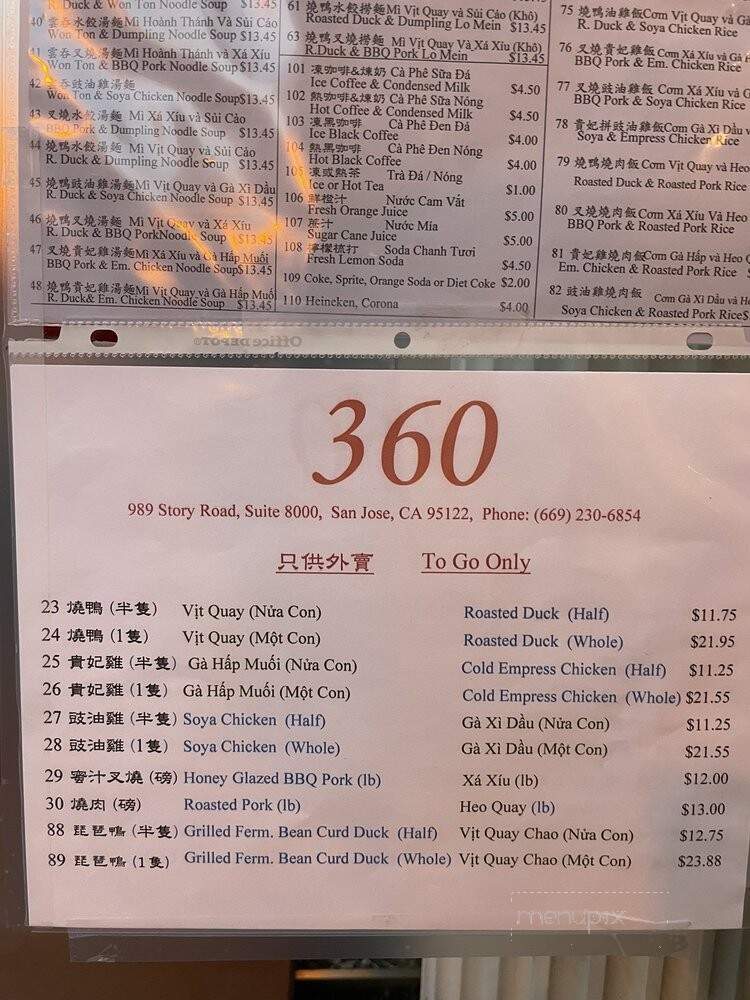 R. Duck & Won Ton Noodle Soup $13.45
40 雲吞水餃湯麵 Mì Hoành Thánh Và Sủi Cảo
Won Ton & Dumpling Noodle Soup $13.45
41 雲吞叉燒湯麵 Mì Hoành Thánh và Xá Xíu
Won Ton & BBQ Pork Noodle Soup $13.45
42 雲吞豉油雞湯麵
Won Ton & Soya Chicken Noodle Soup $13.45
43 叉燒水餃湯麵 Mì Xá Xíu và Sủi Cảo
BBQ Pork & Dumpling Noodle Soup $13.45
44 燒鴨水餃湯麵 Mì Vịt Quay và Sủi Cảo
R. Duck & Dumpling Noodle Soup $13.45
45 燒鴨豉油雞湯麵 Mì Vịt Quay và Gà Xì Dầu
R. Duck & Soya Chicken Noodle Soup $13.45
46 燒鴨叉燒湯麵 Mì Vịt Quay và Xá Xíu
R. Duck & BBQ PorkNoodle Soup $13.45
47 叉燒貴妃雞湯麵 Mì Xá Xíu và Gà Hấp Muối
BBQ Pork & Em. Chicken Noodle Soup $13.45
48 燒鴨貴妃雞湯麵 Mì Vịt Quay và Gà Hấp Muối
R. Duck& Em. Chicken Noodle Soup $13.45
61 燒鴨水餃撈麵 Mì Vịt Quay và Sủi Cảo (Khô)
Roasted Duck & Dumpling Lo Mein $13.45
63 燒鴨叉燒撈麵 Mì Vịt Quay Và Xá Xíu (Khô)
R.Duck & BBQ Pork Lo Mein $13.45
101 凍咖啡&煉奶 Cà Phê Sữa Đá
Ice Coffee & Condensed Milk $4.50
102 熱咖啡&煉奶 Cà Phê Sữa Nóng
Hot Coffee & Condensed Milk $4.50
103 凍黑咖啡 Cà Phê Đen Đá
Ice Black Coffee $4.00
104 熱黑咖啡 Cà Phê Đen Nóng
Hot Black Coffee $4.00
105 凍或熱茶 Trà Đá / Nóng
Ice or Hot Tea $1.00
106 鮮橙汁 Nước Cam Vắt
Fresh Orange Juice $5.00
107 蔗汁 Nước Mía
Sugar Cane Juice $5.00
108 檸檬梳打 Soda Chanh Tươi
Fresh Lemon Soda $4.50
109 Coke, Sprite, Orange Soda or Diet Coke $2.00
110 Heineken, Corona $4.00
75 燒鴨油雞飯 Cơm Vịt Quay và
R. Duck & Soya Chicken Rice
76 叉燒貴妃雞飯 Cơm Xá Xíu và Gà
BBQ Pork & Em. Chicken Rice
77 叉燒豉油雞飯 Cơm Xá Xíu và
BBQ Pork & Soya Chicken Rice
78 貴妃拼豉油雞飯 Cơm Gà Xì Dầu
Soya & Empress Chicken Rice
79 燒鴨燒肉飯 Cơm Vịt Quay và Heo
Roasted Duck & Roasted Pork Rice
80 叉燒燒肉飯 Cơm Xá Xíu Và Heo
BBQ Pork & Roasted Pork Rice
81 貴妃雞燒肉飯 Cơm Gà Hấp và Heo
Em. Chicken & Roasted Pork Rice
82 豉油雞燒肉飯 Cơm Gà Xì Dầu và
Soya Chicken & Roasted Pork Rice $
360
989 Story Road, Suite 8000, San Jose, CA 95122, Phone: (669) 230-6854
只供外賣 To Go Only
23 燒鴨 (半隻) Vịt Quay (Nửa Con) Roasted Duck (Half) $11.75
24 燒鴨 (1隻) Vịt Quay (Một Con) Roasted Duck (Whole) $21.95
25 貴妃雞 (半隻) Gà Hấp Muối (Nửa Con) Cold Empress Chicken (Half) $11.25
26 貴妃雞 (1隻) Gà Hấp Muối (Một Con) Cold Empress Chicken (Whole) $21.55
27 豉油雞 (半隻) Soya Chicken (Half) Gà Xì Dầu (Nửa Con) $11.25
28 豉油雞 (1隻) Soya Chicken (Whole) Gà Xì Dầu (Một Con) $21.55
29 蜜汁叉燒 (磅) Honey Glazed BBQ Pork (lb) Xá Xíu (lb) $12.00
30 燒肉 (磅) Roasted Pork (lb) Heo Quay (lb) $13.00
88 琵琶鴨 (半隻) Grilled Ferm. Bean Curd Duck (Half) Vịt Quay Chao (Nửa Con) $12.75
89 琵琶鴨 (1隻) Grilled Ferm. Bean Curd Duck (Whole) Vịt Quay Chao (Một Con) $23.88
menupix